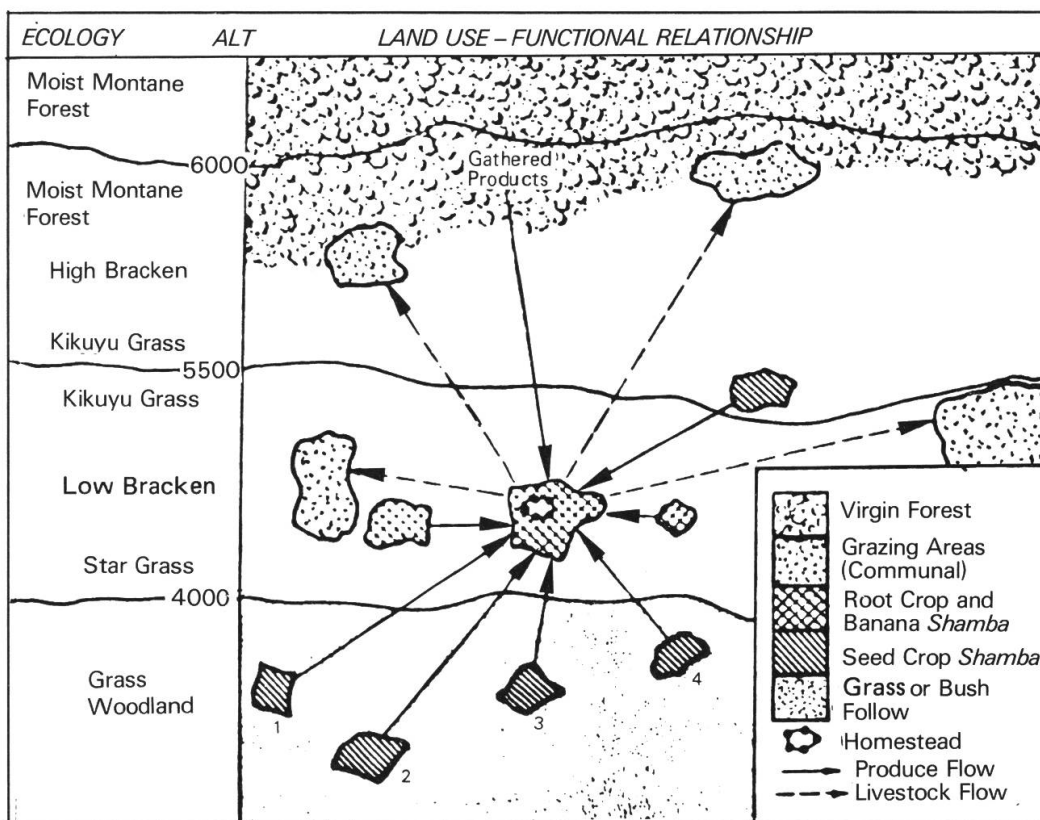 ECOLOGY ALT LAND USE – FUNCTIONAL RELATIONSHIP
Moist Montane
Forest
6000
Gathered
Products
Moist Montane
Forest
High Bracken
Kikuyu Grass
5500
Kikuyu Grass
Low Bracken
Star Grass
4000
Grass
Woodland
1
2
3
4
Virgin Forest
Grazing Areas
(Communal)
Root Crop and
Banana Shamba
Seed Crop Shamba
Grass or Bush
Follow
Homestead
Produce Flow
Livestock Flow